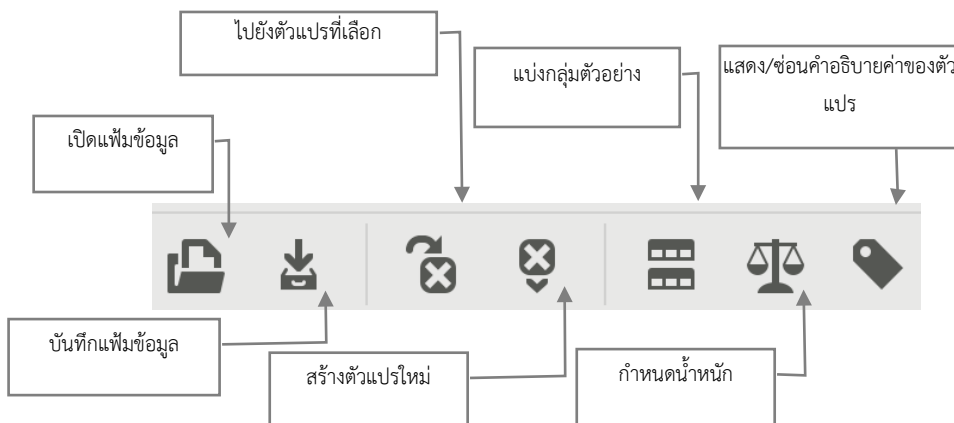 ไปยังตัวแปรที่เลือก
แบ่งกลุ่มตัวอย่าง
แสดง/ซ่อนคำอธิบายค่าของตัว
แปร
เปิดแฟ้มข้อมูล
บันทึกแฟ้มข้อมูล
สร้างตัวแปรใหม่
กำหนดน้ำหนัก